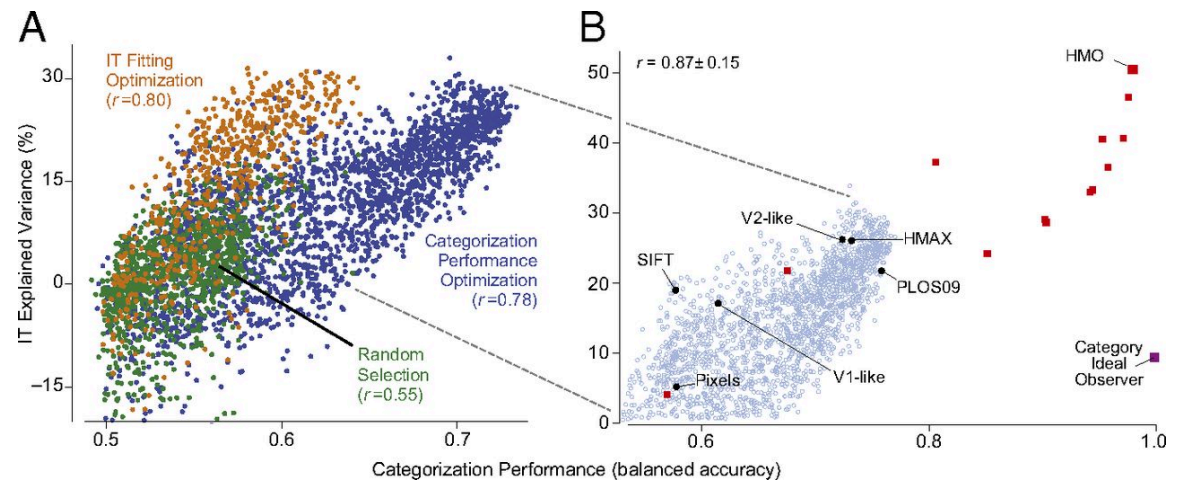 A
B
IT Fitting
Optimization
(r=0.80)
Categorization
Performance
Optimization
(r=0.78)
Random
Selection
(r=0.55)
IT Explained Variance (%)
30
15
0
−15
0.5
0.6
0.7
r = 0.87± 0.15
HMO
V2-like
HMAX
SIFT
PLOS09
Pixels
V1-like
Category
Ideal
Observer
50
40
30
20
10
0
0.6
0.8
1.0
Categorization Performance (balanced accuracy)